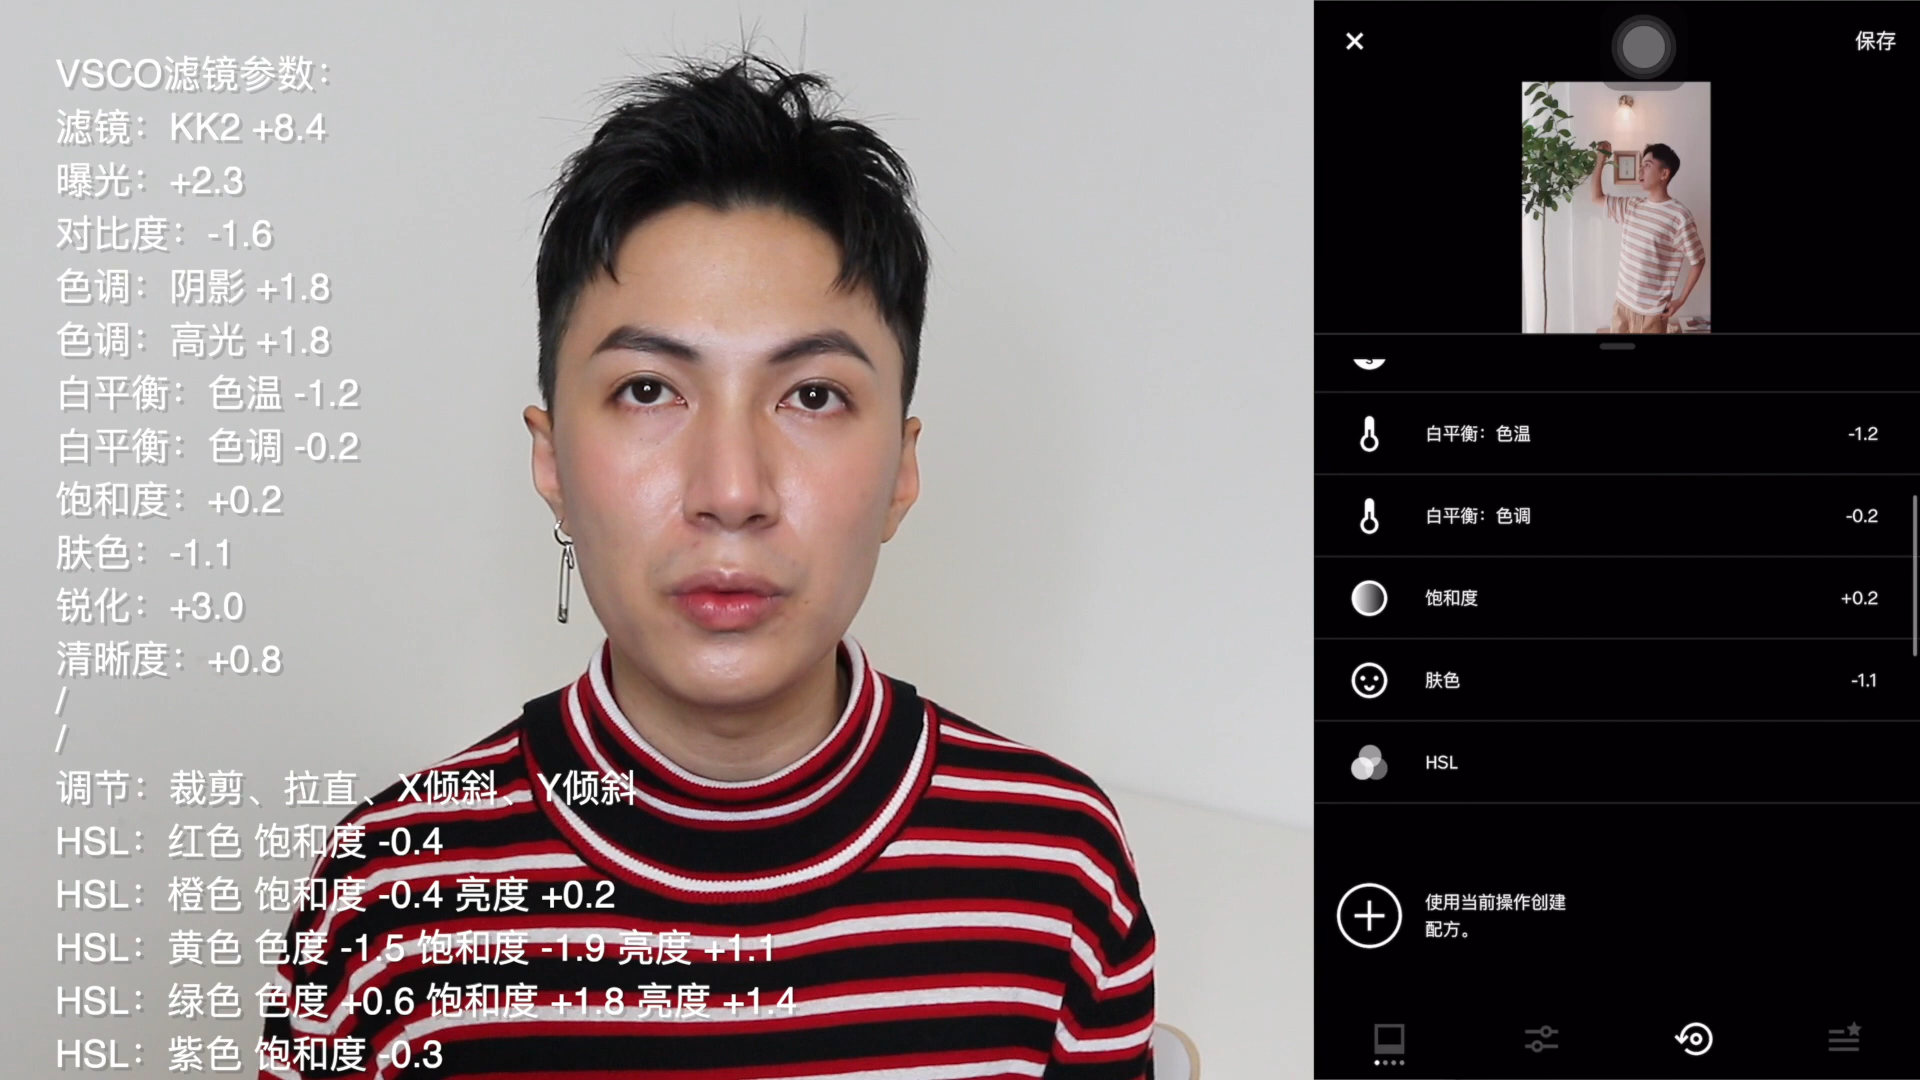 VSCO滤镜参数：
滤镜：KK2 +8.4
曝光：+2.3
对比度：-1.6
色调：阴影 +1.8
色调：高光 +1.8
白平衡：色温 -1.2
白平衡：色调 -0.2
饱和度：+0.2
肤色：-1.1
锐化：+3.0
清晰度：+0.8
/
/
调节：裁剪、拉直、X倾斜、Y倾斜
HSL：红色 饱和度 -0.4
HSL：橙色 饱和度 -0.4 亮度 +0.2
HSL：黄色 色度 -1.5 饱和度 -1.9 亮度 +1.1
HSL：绿色 色度 +0.6 饱和度 +1.8 亮度 +1.4
HSL：紫色 饱和度 -0.3
保存
白平衡：色温 -1.2
白平衡：色调 -0.2
饱和度 +0.2
肤色 -1.1
HSL
使用当前操作创建
配方。